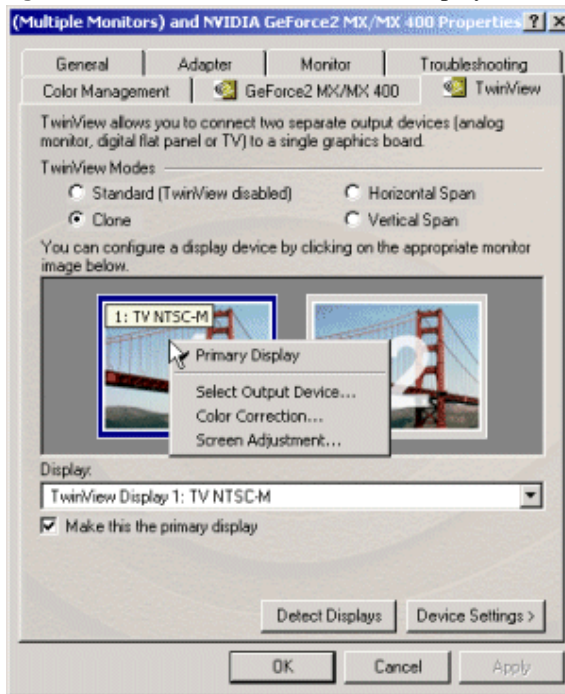 (Multiple Monitors) and NVIDIA GeForce2 MX/MX 400 Properties
General Adapter Monitor Troubleshooting
Color Management GeForce2 MX/MX 400 TwinView
TwinView allows you to connect two separate output devices (analog
monitor, digital flat panel or TV) to a single graphics board.
TwinView Modes
Standard (TwinView disabled) Horizontal Span
Clone Vertical Span
You can configure a display device by clicking on the appropriate monitor
image below.
1: TV NTSC-M
2
Primary Display
Select Output Device...
Color Correction...
Screen Adjustment...
Display:
TwinView Display 1: TV NTSC-M
Make this the primary display
Detect Displays Device Settings >
OK Cancel Apply